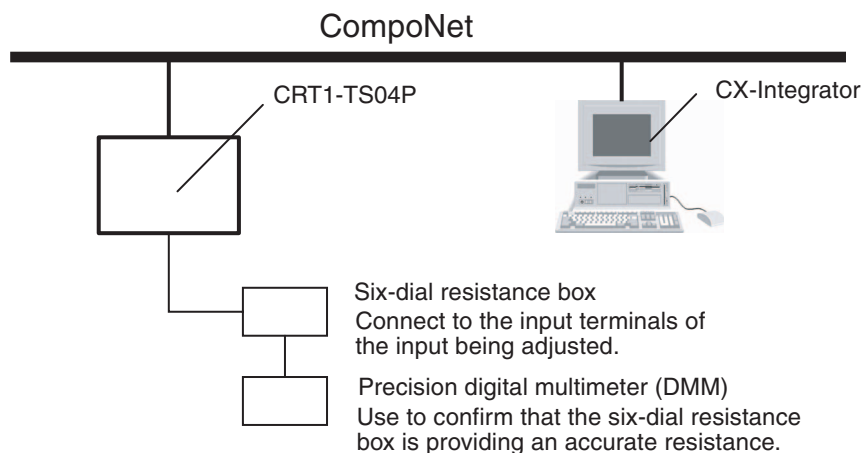 CompoNet
CRT1-TS04P
CX-Integrator
Six-dial resistance box
Connect to the input terminals of
the input being adjusted.
Precision digital multimeter (DMM)
Use to confirm that the six-dial resistance
box is providing an accurate resistance.